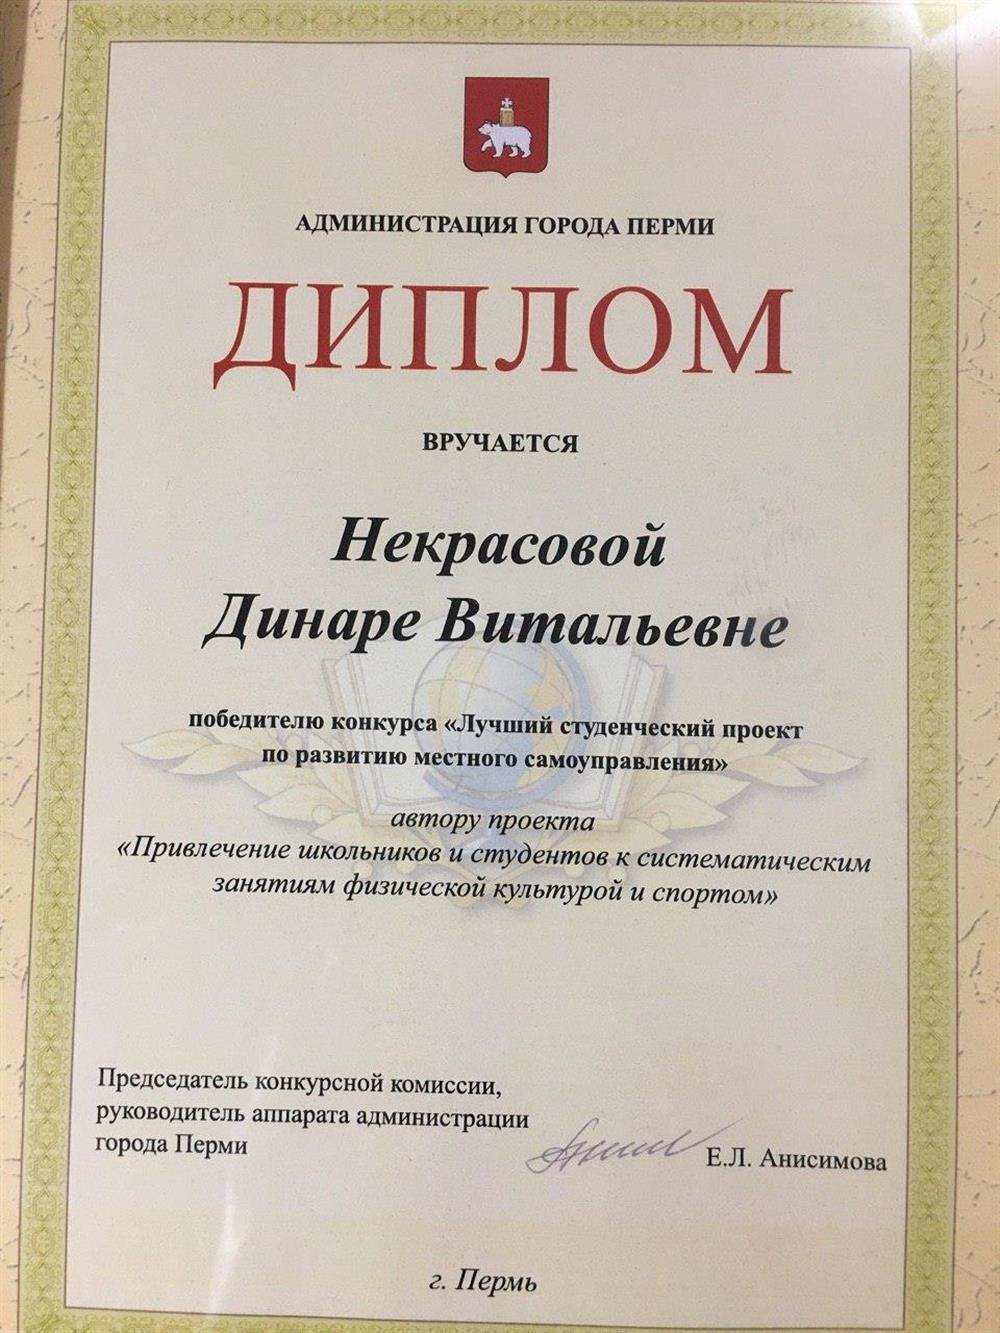 АДМИНИСТРАЦИЯ ГОРОДА ПЕРМИ
ДИПЛОМ
ВРУЧАЕТСЯ
Некрасовой
Динаре Витальевне
победителю конкурса «Лучший студенческий проект
по развитию местного самоуправления»
автору проекта
«Привлечение школьников и студентов к систематическим
занятиям физической культурой и спортом»
Председатель конкурсной комиссии,
руководитель аппарата администрации
города Перми
Е.Л. Анисимова
г. Пермь